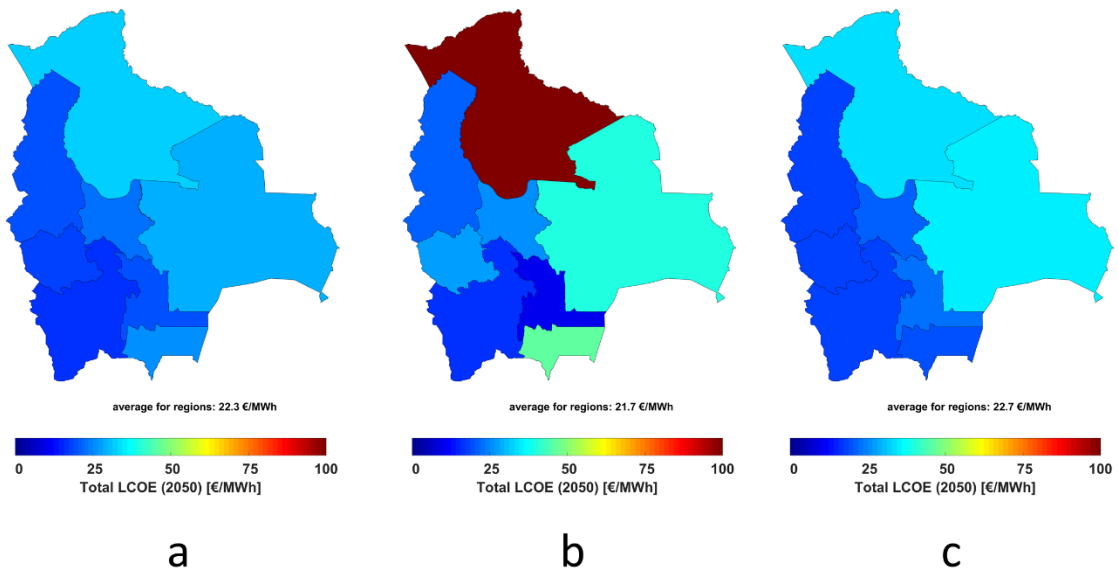 average for regions: 22.3 €/MWh
average for regions: 21.7 €/MWh
average for regions: 22.7 €/MWh
0 25 50 75 100
0 25 50 75 100
0 25 50 75 100
Total LCOE (2050) [€/MWh]
Total LCOE (2050) [€/MWh]
Total LCOE (2050) [€/MWh]
a
b
c